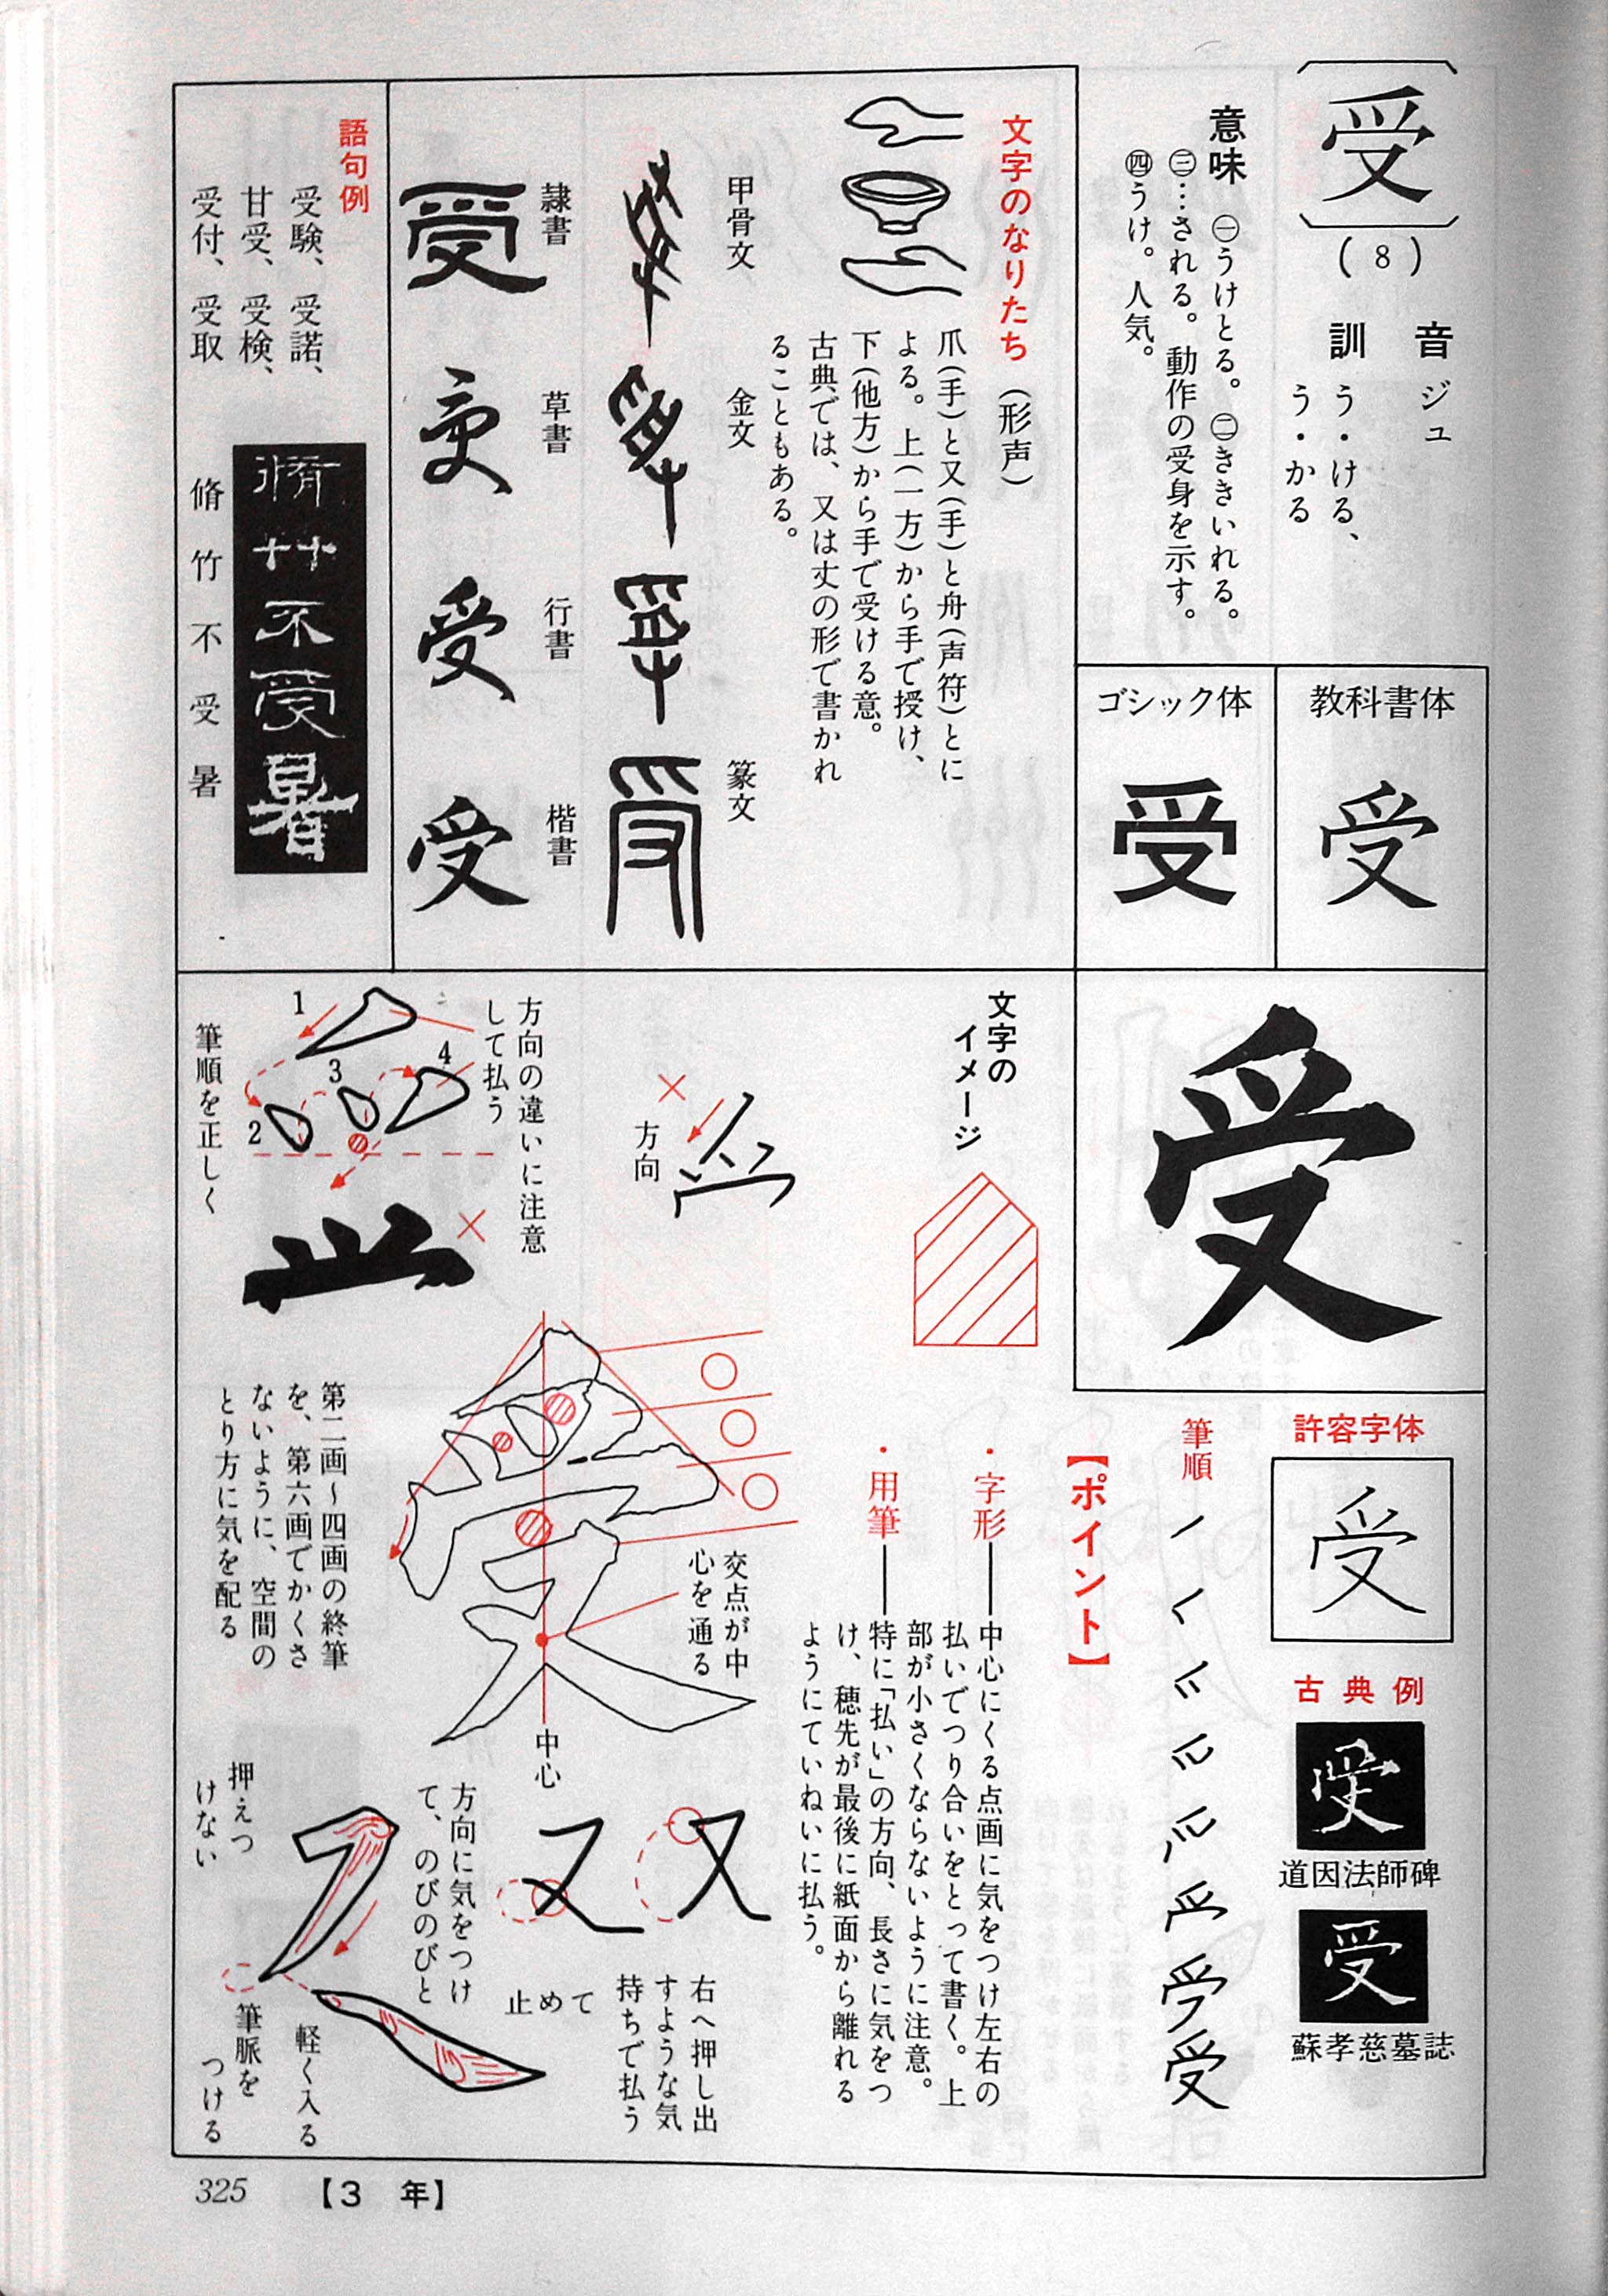 受
(8)
音 ジュ
訓 う・ける、
う・かる
意味 ㊀うけとる。㊁ききいれる。
㊂…される。動作の受身を示す。
㊃うけ。人気。
教科書体
受
ゴシック体
受
文字のなりたち (形声)
爪(手)と又(手)と舟(声符)とに
よる。上(一方)から手で授け、
下(他方)から手で受ける意。
古典では、又は丈の形で書かれ
ることもある。
甲骨文
金文
篆文
隷書
受
草書
受
行書
受
楷書
受
語句例
受験、受諾、
甘受、受検、
受付、受取
脩竹不受暑
脩竹不受暑
受
許容字体
受
古典例
受
道因法師碑
受
蘇孝慈墓誌
筆順
受
【ポイント】
・字形―中心にくる点画に気をつけ左右の
払いでつり合いをとって書く。上
部が小さくならないように注意。
・用筆―特に「払い」の方向、長さに気をつ
け、穂先が最後に紙面から離れる
ようにていねいに払う。
文字の
イメージ
方向
方向の違いに注意
して払う
1
2
3
4
筆順を正しく
交点が中
心を通る
中心
第二画〜四画の終筆
を、第六画でかくさ
ないように、空間の
とり方に気を配る
右へ押し出
すような気
持ちで払う
止めて
方向に気をつけ
て、のびのびと
押えつ
けない
軽く入る
筆脈を
つける
325
【3 年】